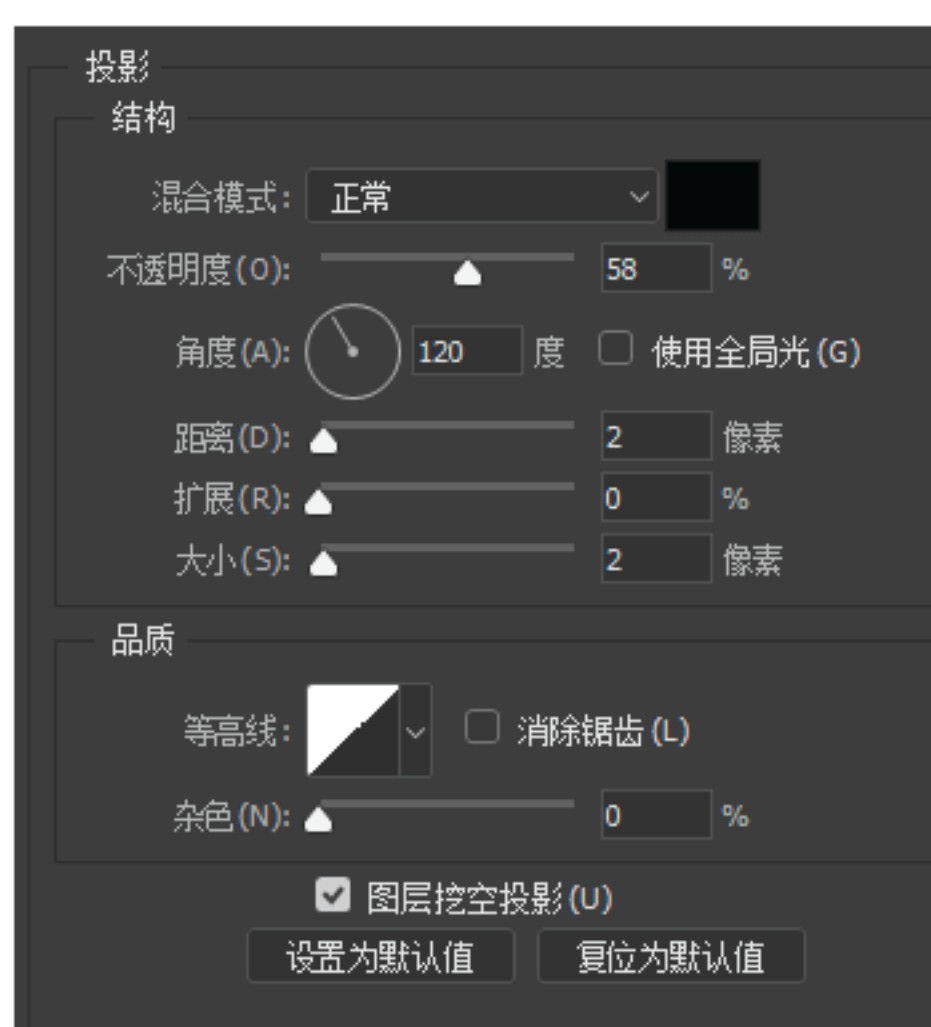 投影
结构
混合模式: 正常
不透明度(O): 58 %
角度(A): 120 度 使用全局光(G)
距离(D): 2 像素
扩展(R): 0 %
大小(S): 2 像素
品质
等高线: 消除锯齿(L)
杂色(N): 0 %
图层挖空投影(U)
设置为默认值 复位为默认值